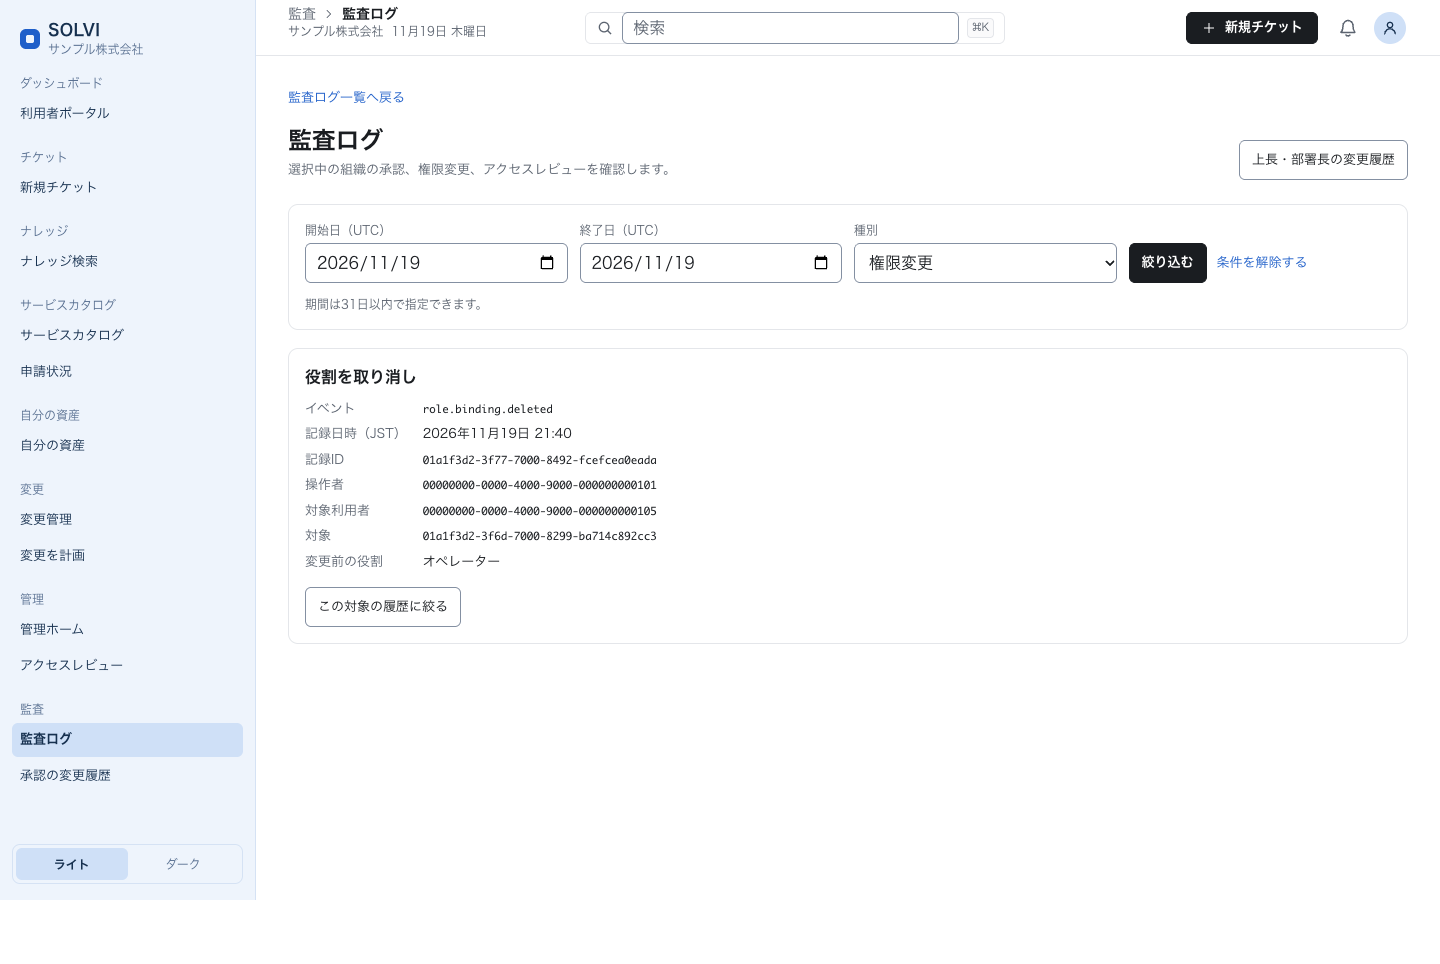 SOLVI
サンプル株式会社
ダッシュボード
利用者ポータル
チケット
新規チケット
ナレッジ
ナレッジ検索
サービスカタログ
サービスカタログ
申請状況
自分の資産
自分の資産
変更
変更管理
変更を計画
管理
管理ホーム
アクセスレビュー
監査
監査ログ
承認の変更履歴
ライト ダーク
監査 > 監査ログ
サンプル株式会社 11月19日 木曜日
検索 ⌘K
新規チケット
監査ログ一覧へ戻る
監査ログ
選択中の組織の承認、権限変更、アクセスレビューを確認します。
上長・部署長の変更履歴
開始日（UTC） 終了日（UTC） 種別
2026/11/19 2026/11/19 権限変更 絞り込む 条件を解除する
期間は31日以内で指定できます。
役割を取り消し
イベント role.binding.deleted
記録日時（JST） 2026年11月19日 21:40
記録ID 01a1f3d2-3f77-7000-8492-fcefcea0eada
操作者 00000000-0000-4000-9000-000000000101
対象利用者 00000000-0000-4000-9000-000000000105
対象 01a1f3d2-3f6d-7000-8299-ba714c892cc3
変更前の役割 オペレーター
この対象の履歴に絞る